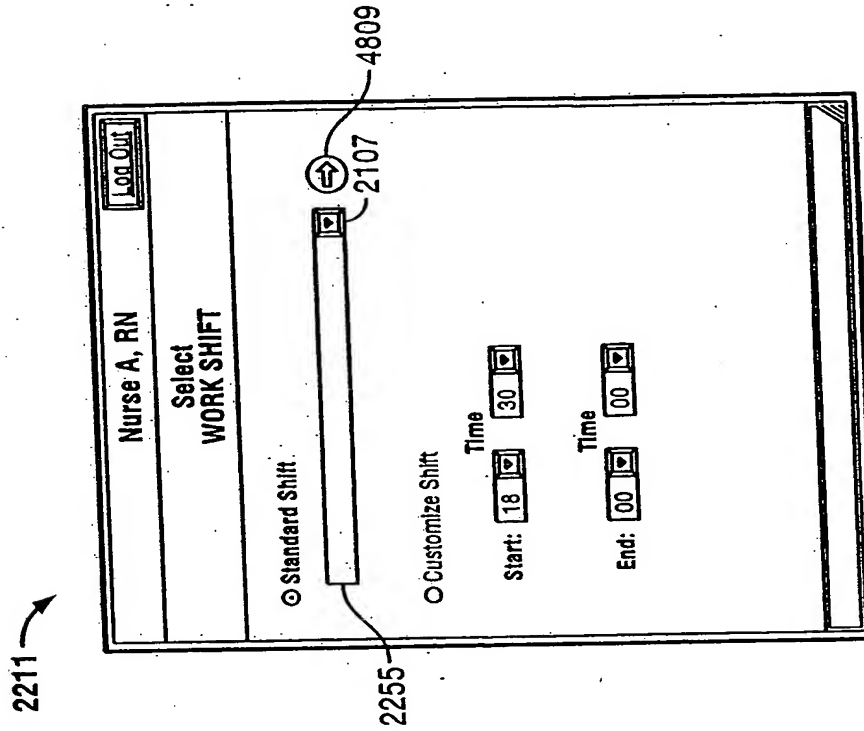 2211
Nurse A, RN
Log Out
Select
WORK SHIFT
Standard Shift
4809
2107
2255
Customize Shift
Time
Start: 18 30
Time
End: 00 00